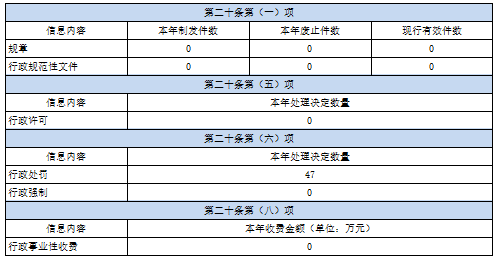 第二十条第（一）项
信息内容 本年制发件数 本年废止件数 现行有效件数
规章 0 0 0
行政规范性文件 0 0 0
第二十条第（五）项
信息内容 本年处理决定数量
行政许可 0
第二十条第（六）项
信息内容 本年处理决定数量
行政处罚 47
行政强制 0
第二十条第（八）项
信息内容 本年收费金额（单位：万元）
行政事业性收费 0